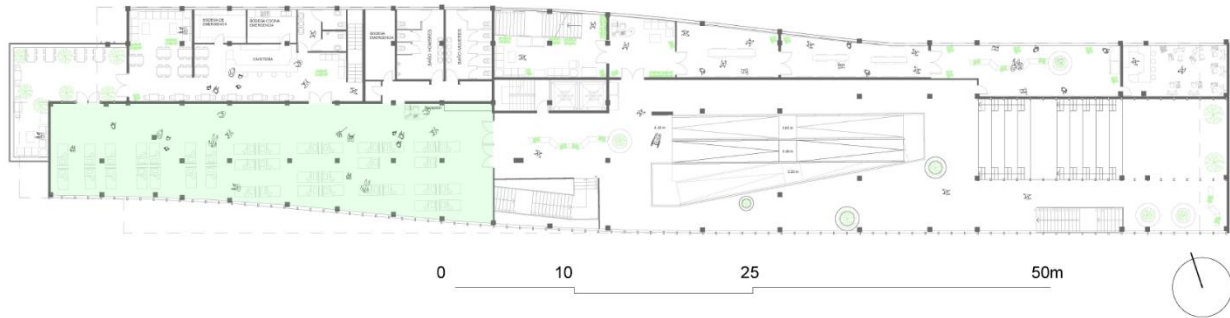 BODEGA DE
EMERGENCIA
BODEGA COCINA
EMERGENCIA
CAFETERÍA
BODEGA
EMERGENCIA
BAÑO HOMBRES
BAÑO MUJERES
0
10
25
50m